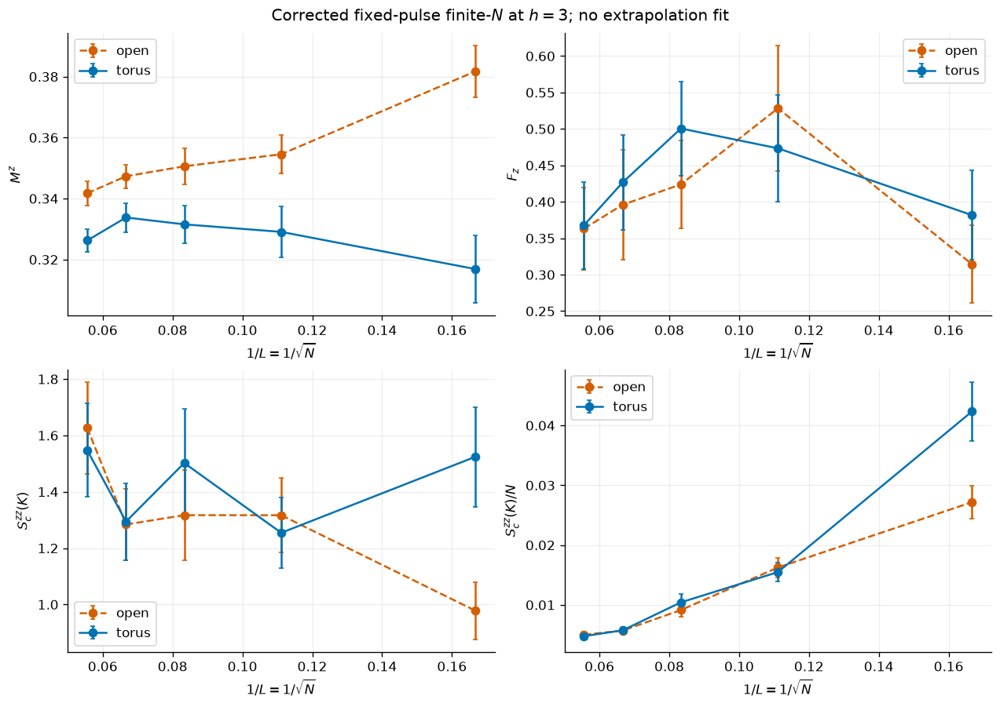 Corrected fixed-pulse finite-N at h = 3; no extrapolation fit
open
torus
0.38
0.36
0.34
0.32
M^z
0.06 0.08 0.10 0.12 0.14 0.16
1/L = 1/√N
open
torus
0.60
0.55
0.50
0.45
0.40
0.35
0.30
0.25
F_z
0.06 0.08 0.10 0.12 0.14 0.16
1/L = 1/√N
1.8
1.6
1.4
1.2
1.0
S_c^{zz}(K)
open
torus
0.06 0.08 0.10 0.12 0.14 0.16
1/L = 1/√N
open
torus
0.04
0.03
0.02
0.01
S_c^{zz}(K)/N
0.06 0.08 0.10 0.12 0.14 0.16
1/L = 1/√N